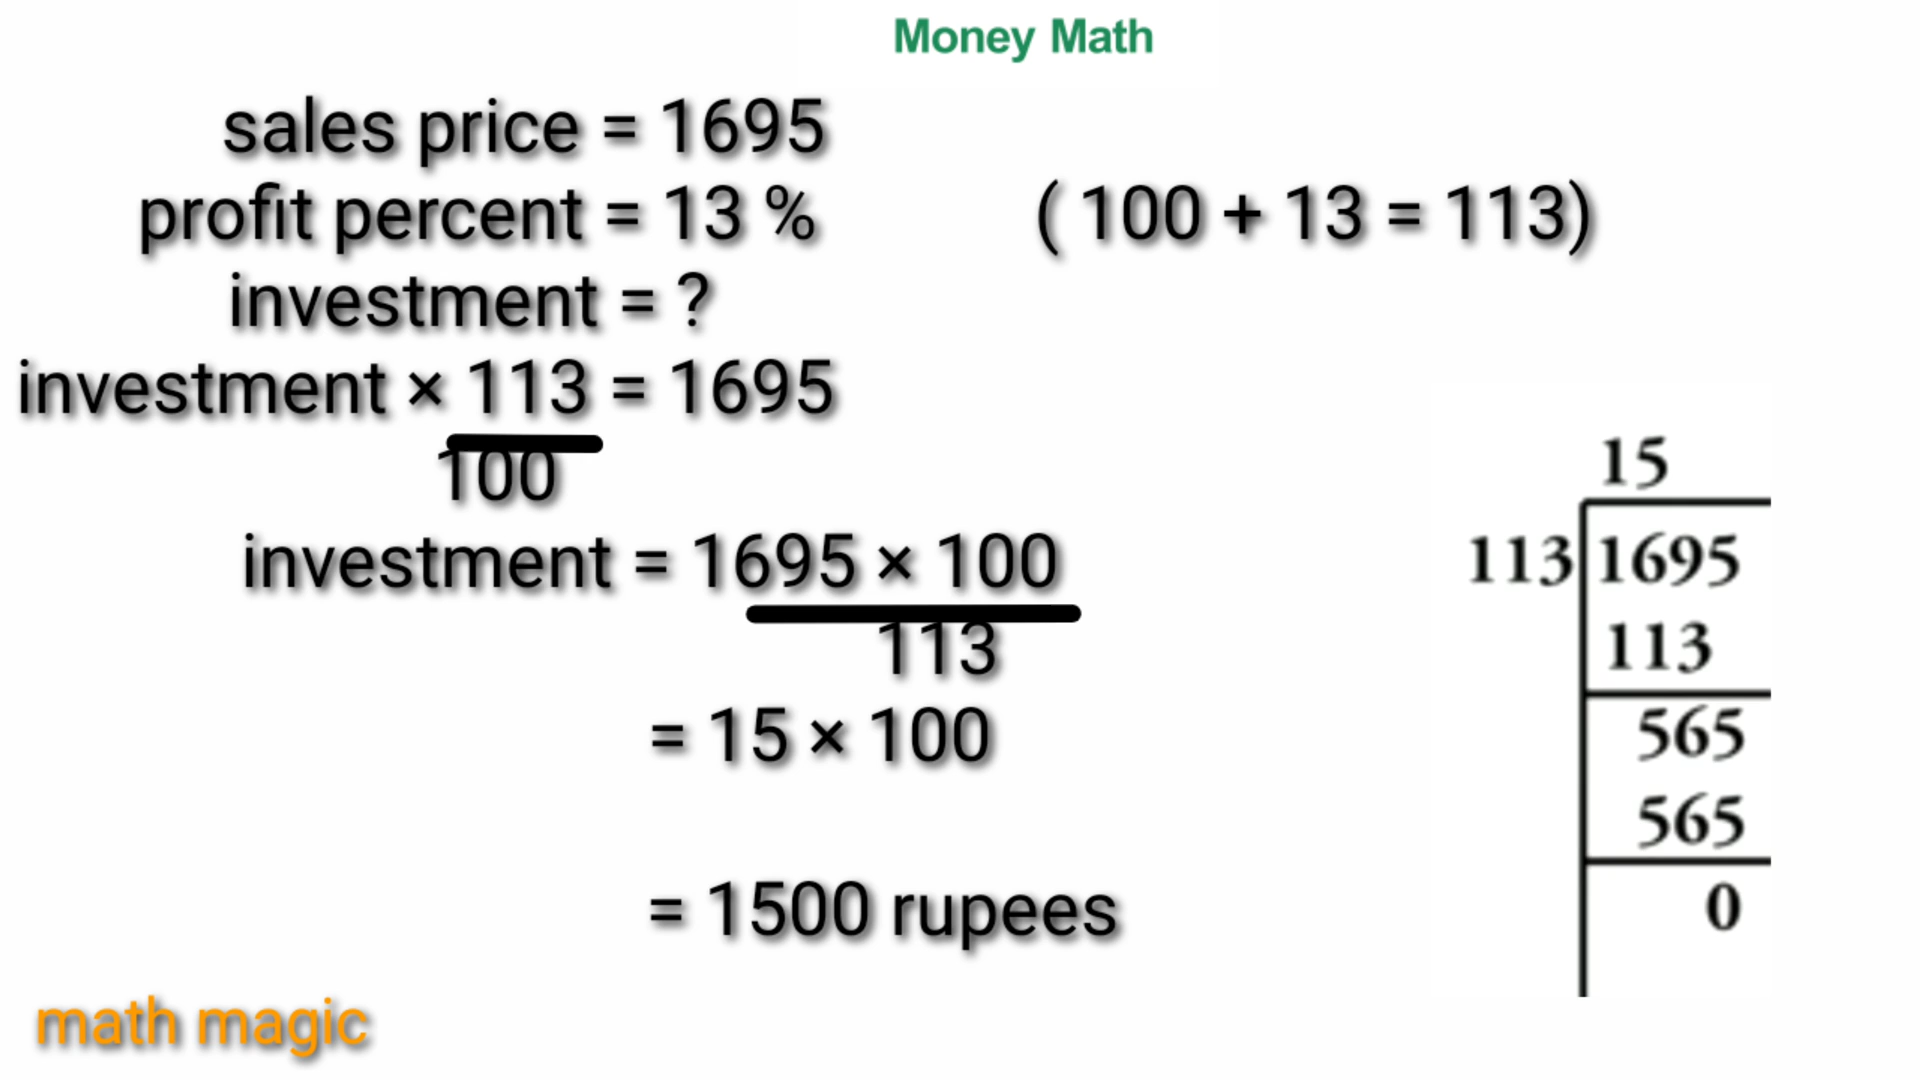 Money Math
sales price = 1695
profit percent = 13 %
( 100 + 13 = 113)
investment = ?
investment × 113 = 1695
100
investment = 1695 × 100
113
= 15 × 100
= 1500 rupees
15
113 1695
113
565
565
0
math magic